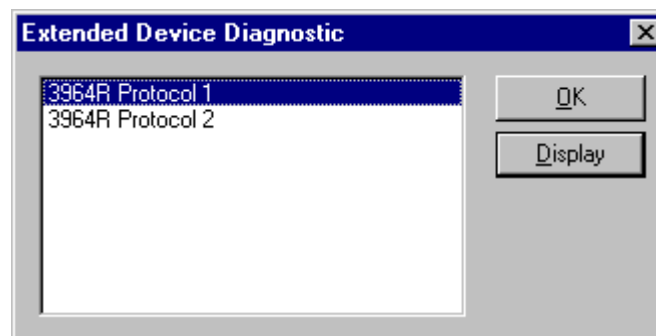 Extended Device Diagnostic
3964R Protocol 1
3964R Protocol 2
OK
Display